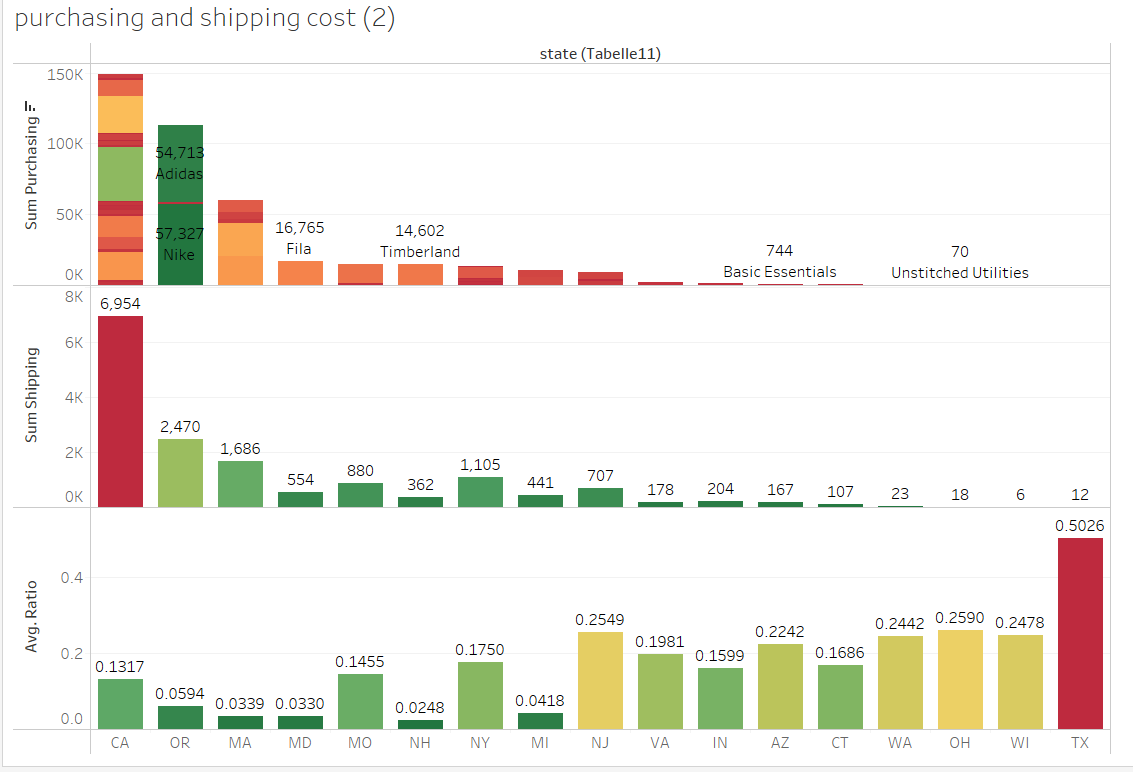 purchasing and shipping cost (2)
state (Tabelle11)
Sum Purchasing
150K
100K
50K
0K
54,713
Adidas
57,327
Nike
16,765
Fila
14,602
Timberland
744
Basic Essentials
70
Unstitched Utilities
Sum Shipping
8K
6K
4K
2K
0K
6,954
2,470
1,686
554
880
362
1,105
441
707
178
204
167
107
23
18
6
12
Avg. Ratio
0.4
0.2
0.0
0.1317
0.0594
0.0339
0.0330
0.1455
0.0248
0.1750
0.0418
0.2549
0.1981
0.1599
0.2242
0.1686
0.2442
0.2590
0.2478
0.5026
CA OR MA MD MO NH NY MI NJ VA IN AZ CT WA OH WI TX